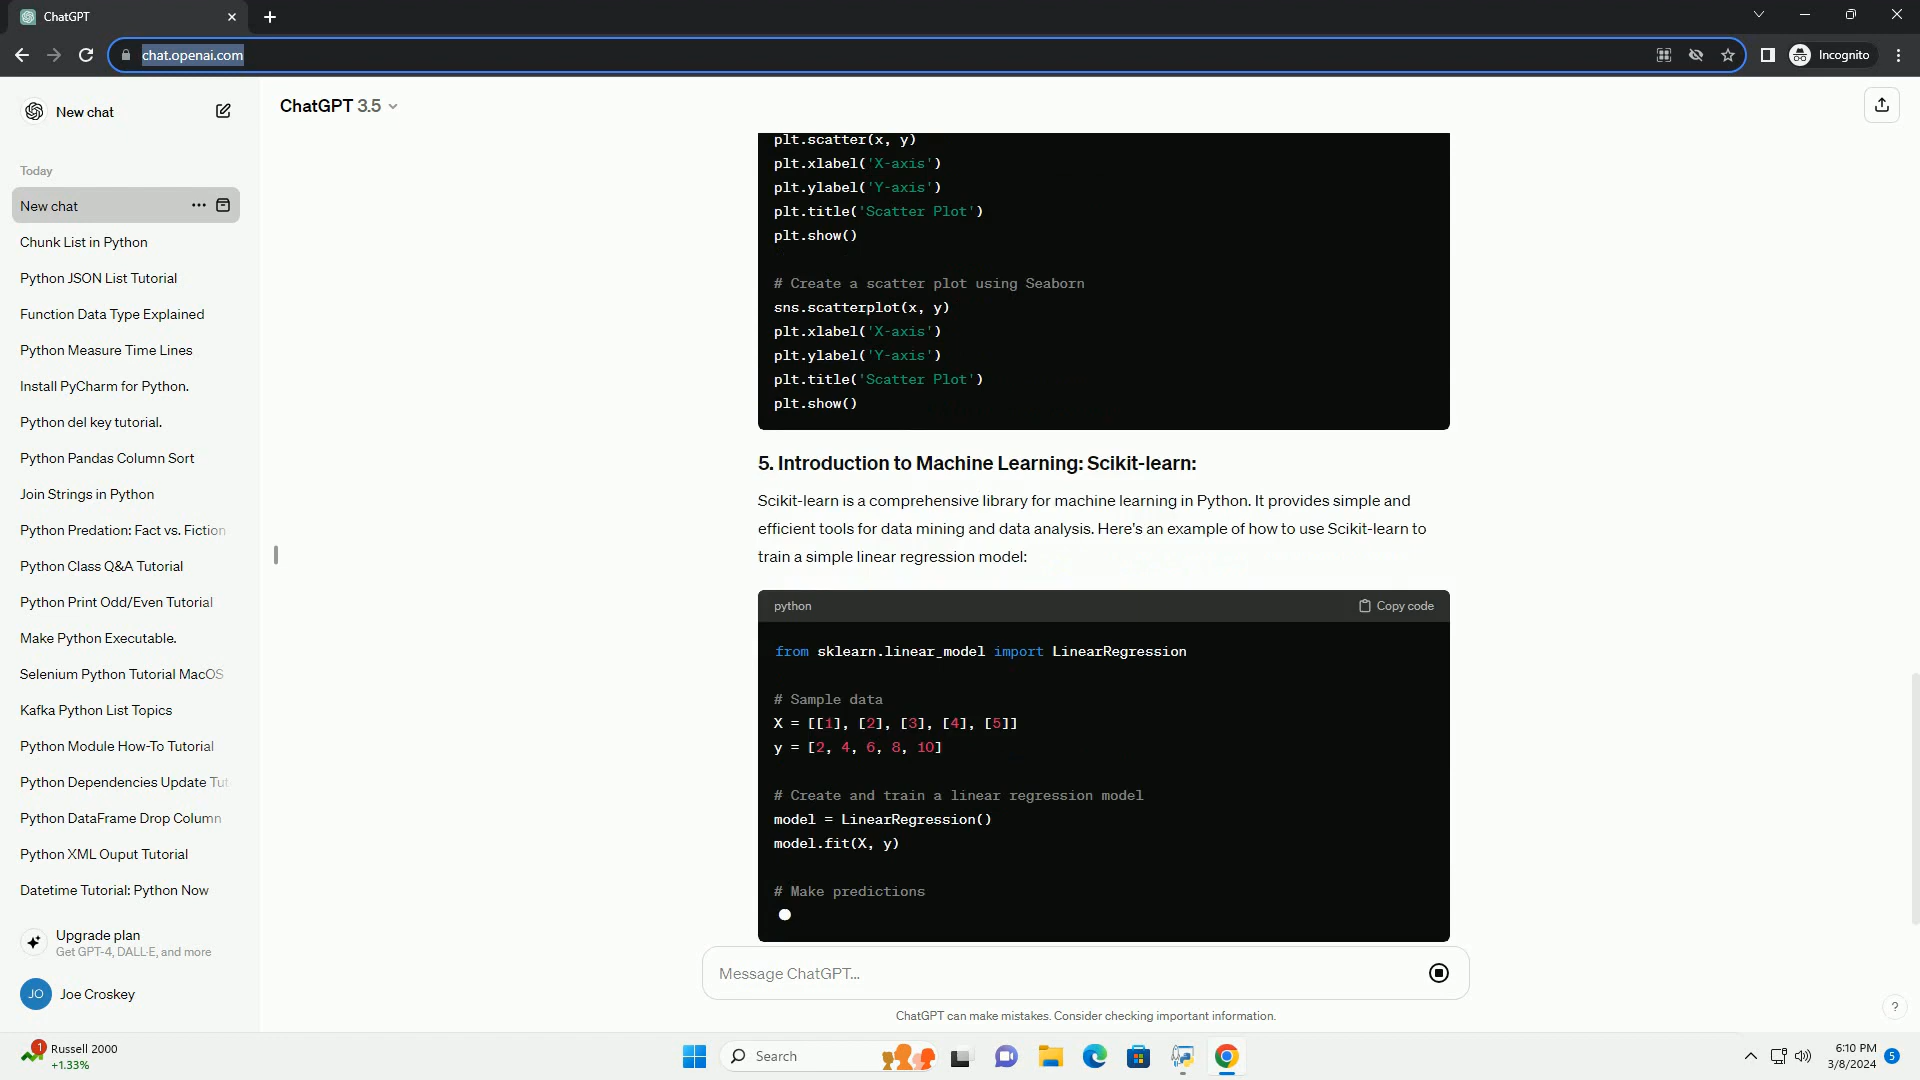 ChatGPT
chat.openai.com
Incognito
New chat
ChatGPT 3.5
Today
New chat
Chunk List in Python
Python JSON List Tutorial
Function Data Type Explained
Python Measure Time Lines
Install PyCharm for Python.
Python del key tutorial.
Python Pandas Column Sort
Join Strings in Python
Python Predation: Fact vs. Fiction
Python Class Q&A Tutorial
Python Print Odd/Even Tutorial
Make Python Executable.
Selenium Python Tutorial MacOS
Kafka Python List Topics
Python Module How-To Tutorial
Python Dependencies Update Tut
Python DataFrame Drop Column
Python XML Ouput Tutorial
Datetime Tutorial: Python Now
Upgrade plan
Get GPT-4, DALL·E, and more
JO Joe Croskey
plt.scatter(x, y)
plt.xlabel('X-axis')
plt.ylabel('Y-axis')
plt.title('Scatter Plot')
plt.show()
# Create a scatter plot using Seaborn
sns.scatterplot(x, y)
plt.xlabel('X-axis')
plt.ylabel('Y-axis')
plt.title('Scatter Plot')
plt.show()
5. Introduction to Machine Learning: Scikit-learn:
Scikit-learn is a comprehensive library for machine learning in Python. It provides simple and
efficient tools for data mining and data analysis. Here's an example of how to use Scikit-learn to
train a simple linear regression model:
python Copy code
from sklearn.linear_model import LinearRegression
# Sample data
X = [[1], [2], [3], [4], [5]]
y = [2, 4, 6, 8, 10]
# Create and train a linear regression model
model = LinearRegression()
model.fit(X, y)
# Make predictions
Message ChatGPT...
ChatGPT can make mistakes. Consider checking important information.
?
1
Russell 2000
+1.33%
Search
6:10 PM
3/8/2024
5